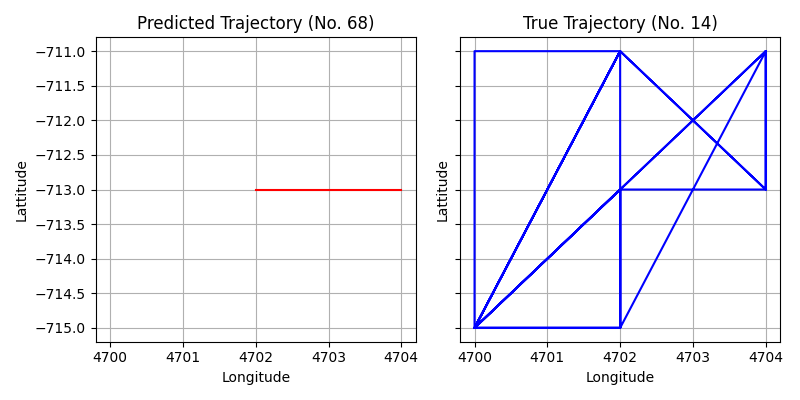 Predicted Trajectory (No. 68)
True Trajectory (No. 14)
Lattitude
−711.0
−711.5
−712.0
−712.5
−713.0
−713.5
−714.0
−714.5
−715.0
4700 4701 4702 4703 4704
Longitude
Lattitude
4700 4701 4702 4703 4704
Longitude